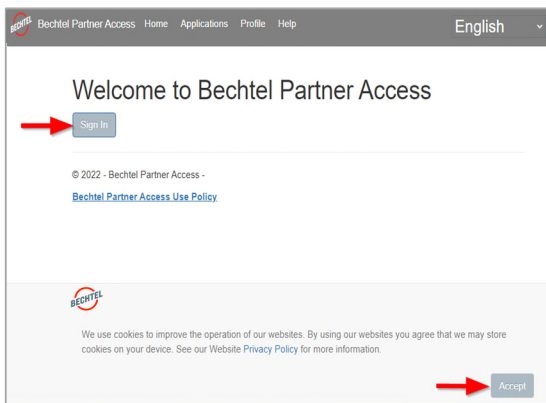 BECHTEL Bechtel Partner Access Home Applications Profile Help English
Welcome to Bechtel Partner Access
Sign In
© 2022 - Bechtel Partner Access -
Bechtel Partner Access Use Policy
BECHTEL
We use cookies to improve the operation of our websites. By using our websites you agree that we may store
cookies on your device. See our Website Privacy Policy for more information.
Accept